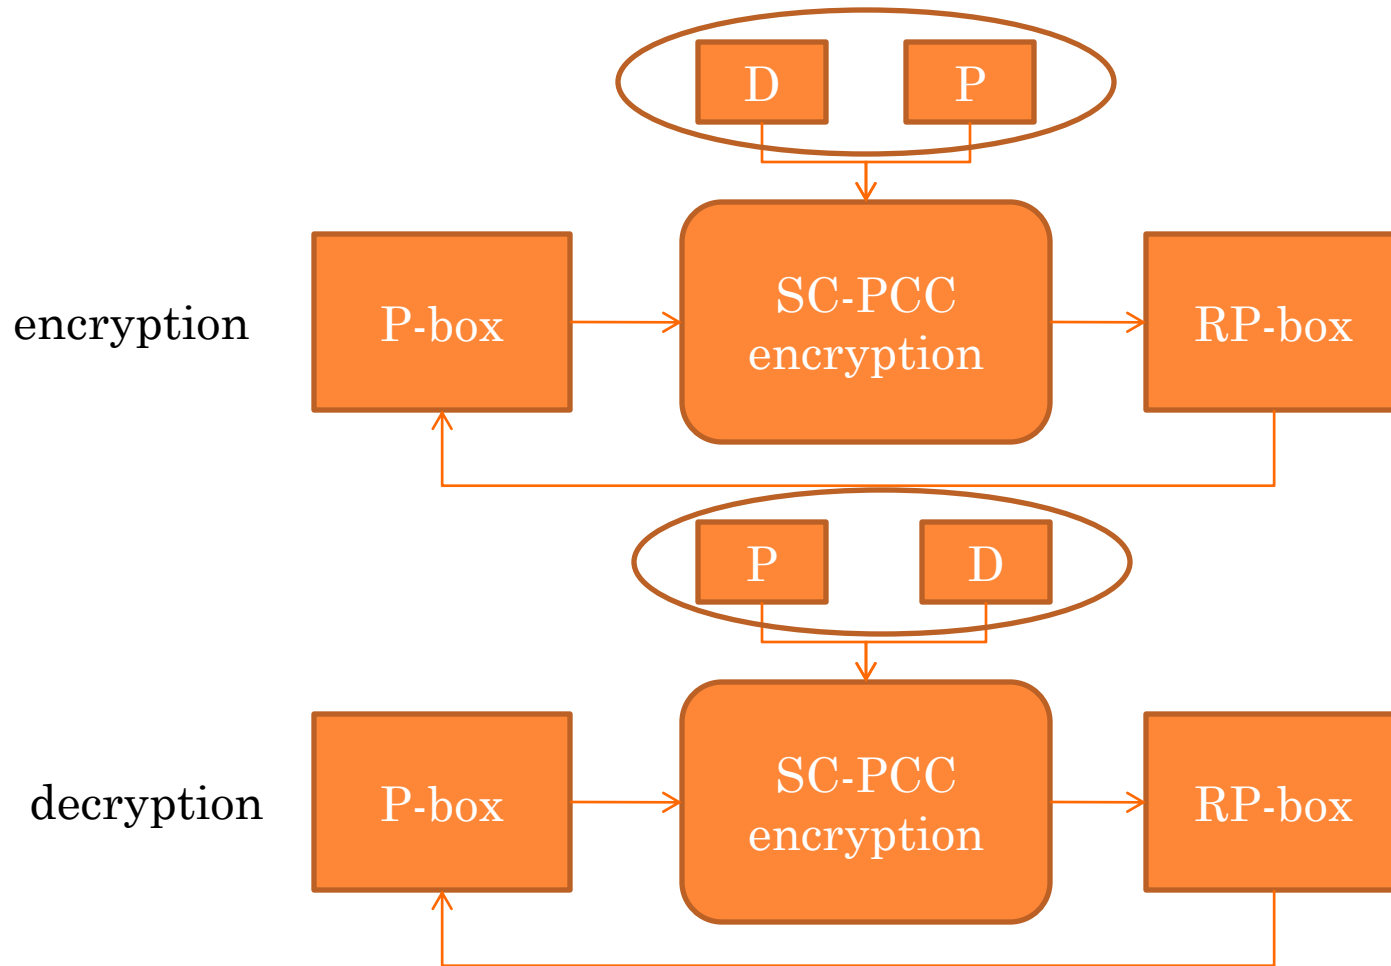 D P
encryption P-box SC-PCC
encryption RP-box
P D
decryption P-box SC-PCC
encryption RP-box